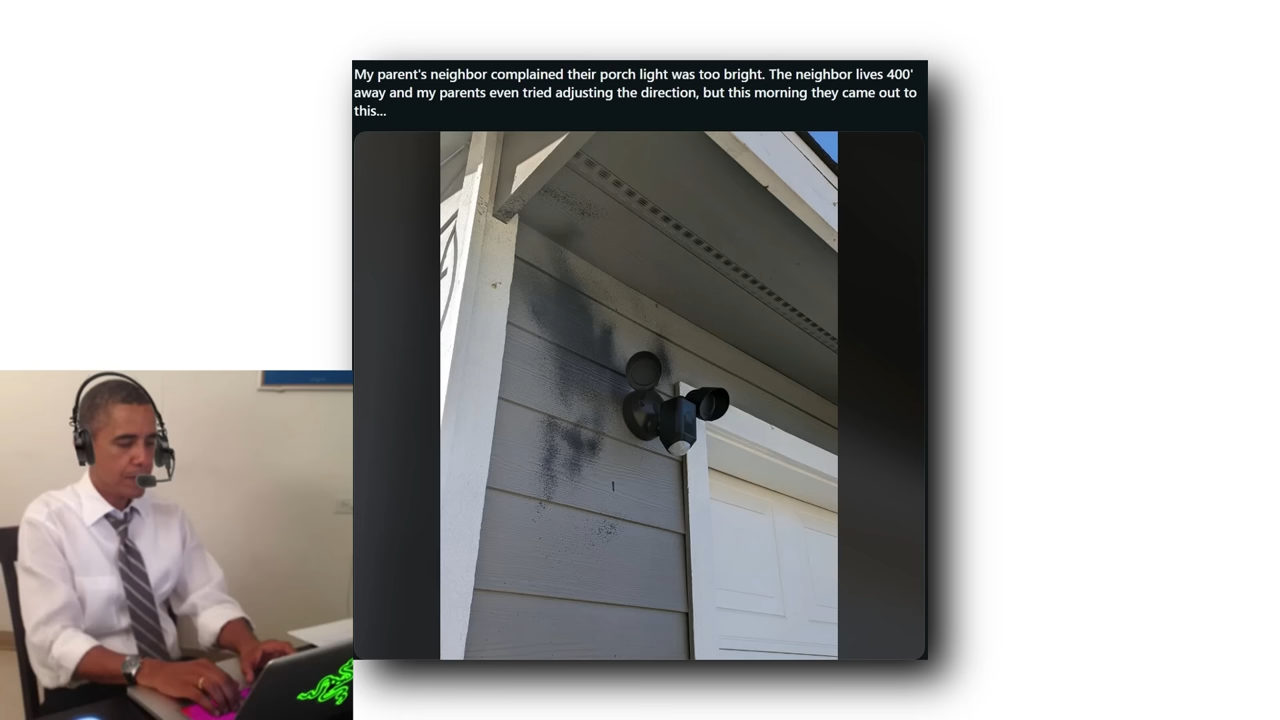 My parent's neighbor complained their porch light was too bright. The neighbor lives 400'
away and my parents even tried adjusting the direction, but this morning they came out to
this...